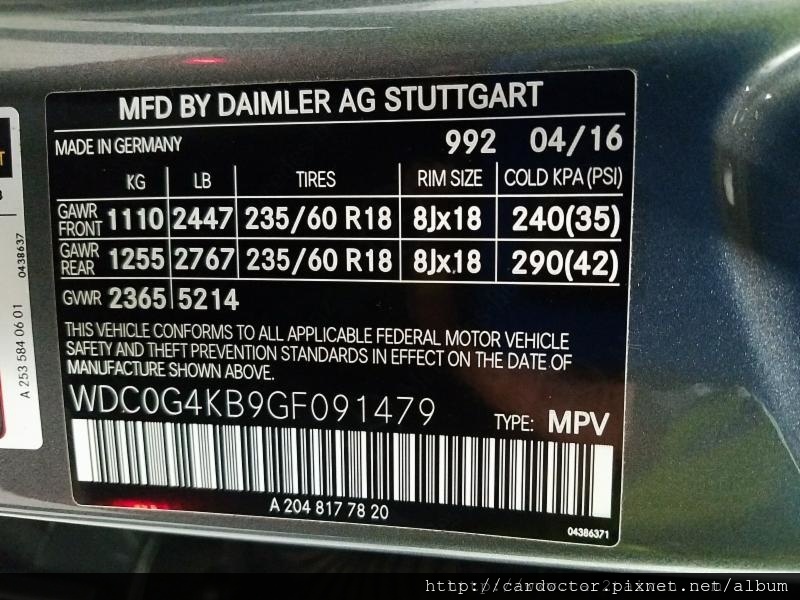 MFD BY DAIMLER AG STUTTGART
MADE IN GERMANY 992 04/16
KG LB TIRES RIM SIZE COLD KPA (PSI)
GAWR FRONT 1110 2447 235/60 R18 8Jx18 240(35)
GAWR REAR 1255 2767 235/60 R18 8Jx18 290(42)
GVWR 2365 5214
THIS VEHICLE CONFORMS TO ALL APPLICABLE FEDERAL MOTOR VEHICLE
SAFETY AND THEFT PREVENTION STANDARDS IN EFFECT ON THE DATE OF
MANUFACTURE SHOWN ABOVE.
WDC0G4KB9GF091479 TYPE: MPV
A 204 817 78 20
04386371
A 253 584 06 01 0438637
http://cardoctor.pixnet.net/album